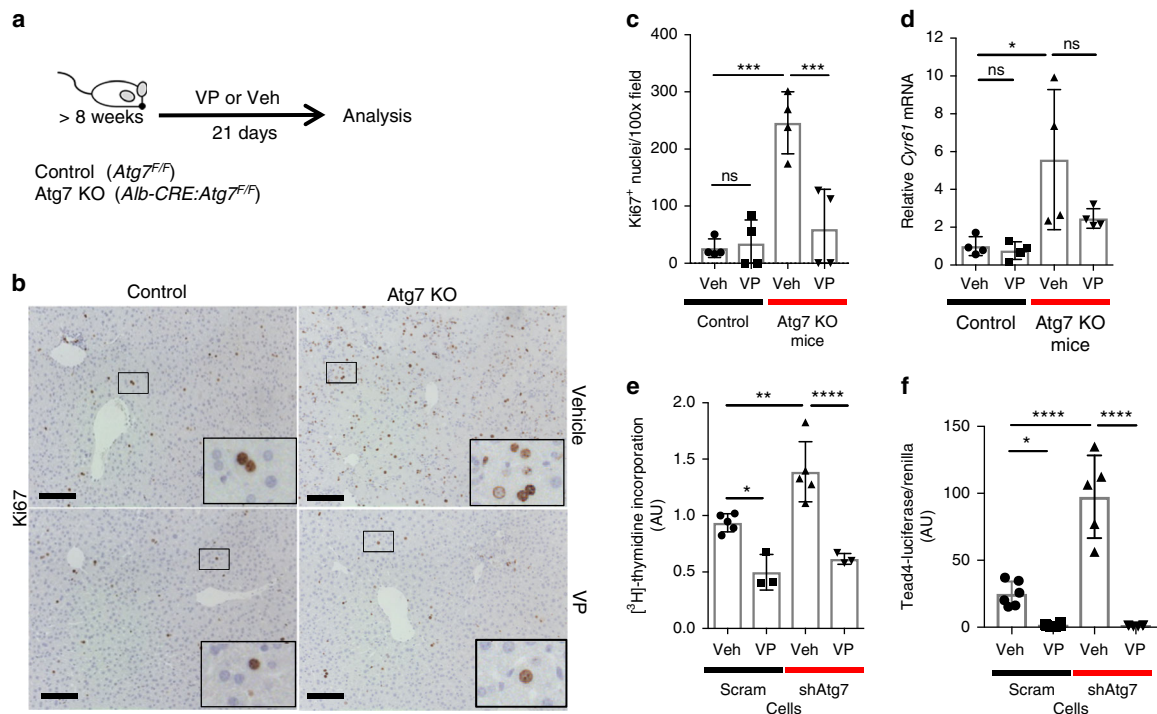 a
> 8 weeks
VP or Veh
21 days
Analysis
Control (Atg7F/F)
Atg7 KO (Alb-CRE:Atg7F/F)
b
Control
Atg7 KO
Ki67
Vehicle
VP
c
Ki67+ nuclei/100x field
400
300
200
100
0
***
***
ns
Veh
VP
Veh
VP
Control
Atg7 KO
mice
d
Relative Cyr61 mRNA
12
10
8
6
4
2
0
*
ns
ns
Veh
VP
Veh
VP
Control
Atg7 KO
mice
e
[3H]-thymidine incorporation
(AU)
2.0
1.5
1.0
0.5
0.0
**
****
*
Veh
VP
Veh
VP
Scram
shAtg7
Cells
f
Tead4-luciferase/renilla
(AU)
150
100
50
0
****
****
*
Veh
VP
Veh
VP
Scram
shAtg7
Cells